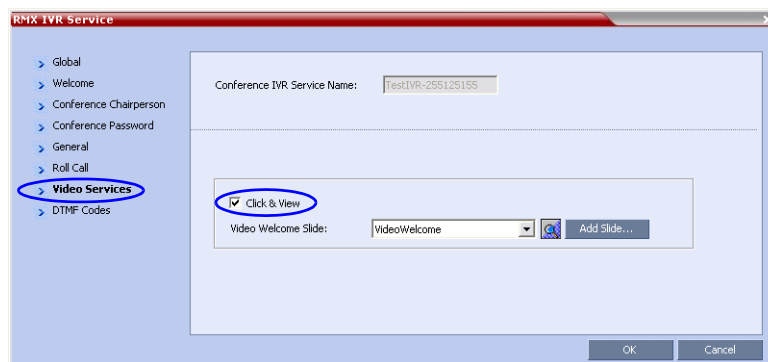 RMX IVR Service
Global
Welcome
Conference Chairperson
Conference Password
General
Roll Call
Video Services
DTMF Codes
Conference IVR Service Name: TestIVR-255125155
Click & View
Video Welcome Slide: VideoWelcome Add Slide...
OK Cancel